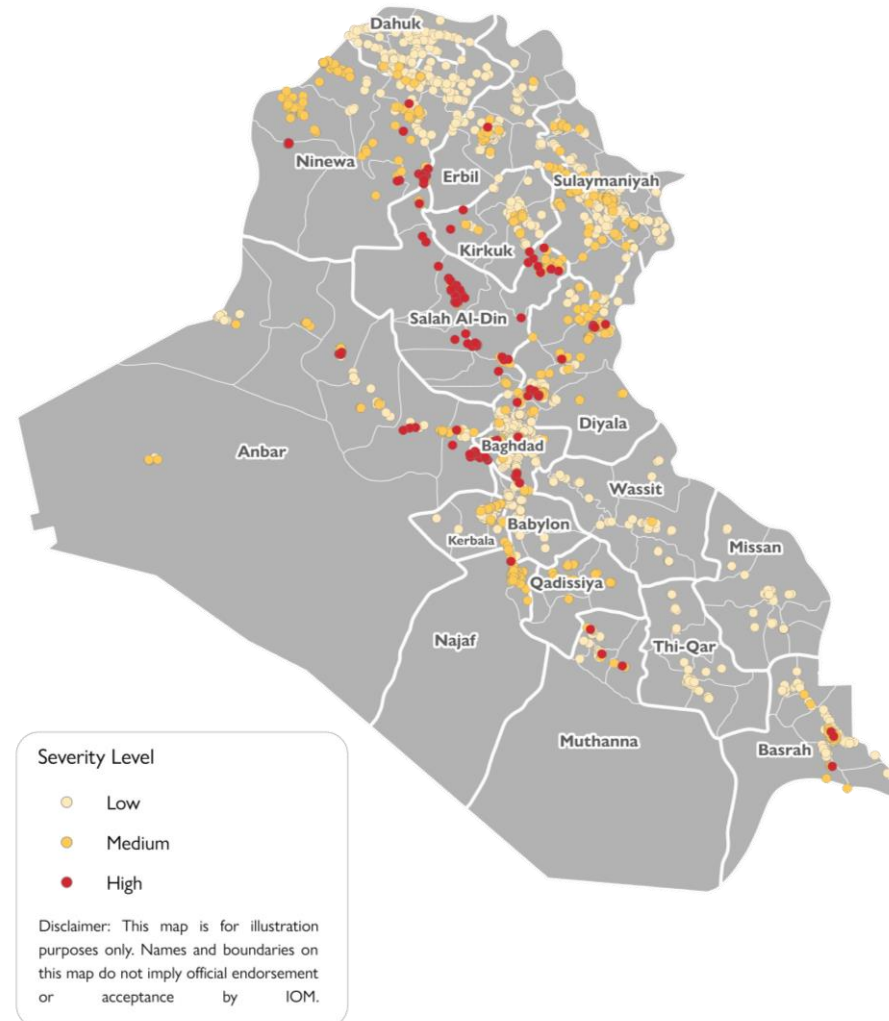 Dahuk
Ninewa
Erbil
Sulaymaniyah
Kirkuk
Salah Al-Din
Diyala
Anbar
Baghdad
Wassit
Kerbala
Babylon
Missan
Qadissiya
Najaf
Thi-Qar
Muthanna
Basrah
Severity Level
Low
Medium
High
Disclaimer: This map is for illustration
purposes only. Names and boundaries on
this map do not imply official endorsement
or acceptance by IOM.